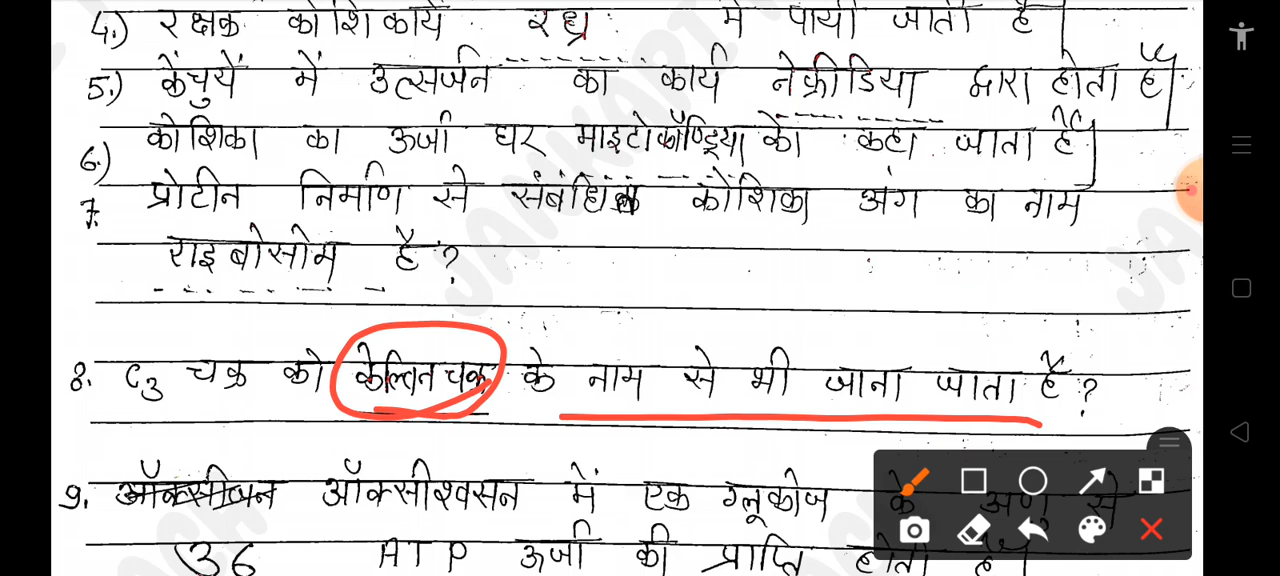 4.) रक्षक कोशिकायें रंध्र में पायी जाती है|
5.) केंचुयें में उत्सर्जन का कार्य नेफ्रीडिया द्वारा होता है|
6.) कोशिका का ऊर्जा घर माइटोकॉण्ड्रिया को कहा जाता है|
7. प्रोटीन निर्माण से संबंधित कोशिका अंग का नाम
राइबोसोम है?
8. C3 चक्र को केल्विन चक्र के नाम से भी जाना जाता है?
9. ऑक्सीश्वसन में एक ग्लूकोज के अणु से
36 ATP ऊर्जा की प्राप्ति होती है|